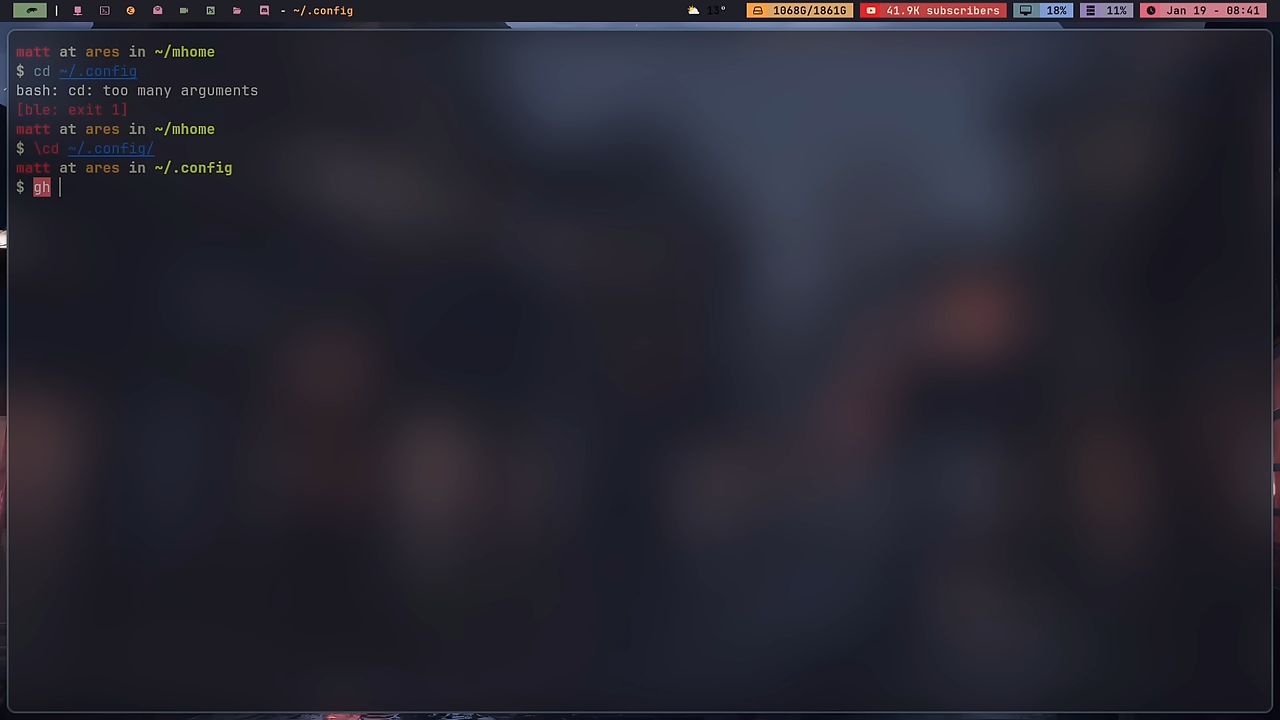 | - ~/.config 13° 1068G/1861G 41.9K subscribers 18% 11% Jan 19 - 08:41
matt at ares in ~/mhome
$ cd ~/.config
bash: cd: too many arguments
[ble: exit 1]
matt at ares in ~/mhome
$ \cd ~/.config/
matt at ares in ~/.config
$ gh